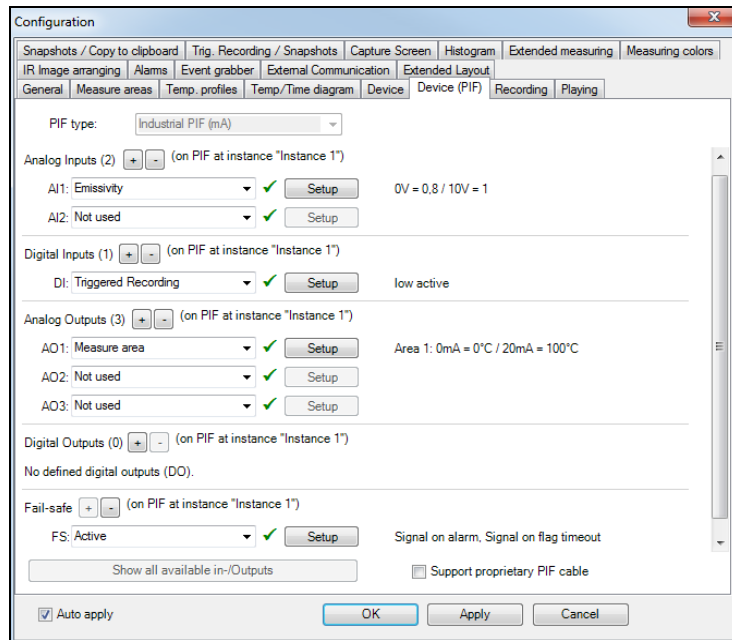 Configuration
Snapshots / Copy to clipboard Trig. Recording / Snapshots Capture Screen Histogram Extended measuring Measuring colors
IR Image arranging Alarms Event grabber External Communication Extended Layout
General Measure areas Temp. profiles Temp/Time diagram Device Device (PIF) Recording Playing
PIF type: Industrial PIF (mA)
Analog Inputs (2) + - (on PIF at instance "Instance 1")
AI1: Emissivity Setup 0V = 0,8 / 10V = 1
AI2: Not used Setup
Digital Inputs (1) + - (on PIF at instance "Instance 1")
DI: Triggered Recording Setup low active
Analog Outputs (3) + - (on PIF at instance "Instance 1")
AO1: Measure area Setup Area 1: 0mA = 0°C / 20mA = 100°C
AO2: Not used Setup
AO3: Not used Setup
Digital Outputs (0) + - (on PIF at instance "Instance 1")
No defined digital outputs (DO).
Fail-safe + - (on PIF at instance "Instance 1")
FS: Active Setup Signal on alarm, Signal on flag timeout
Show all available in-/Outputs Support proprietary PIF cable
Auto apply OK Apply Cancel